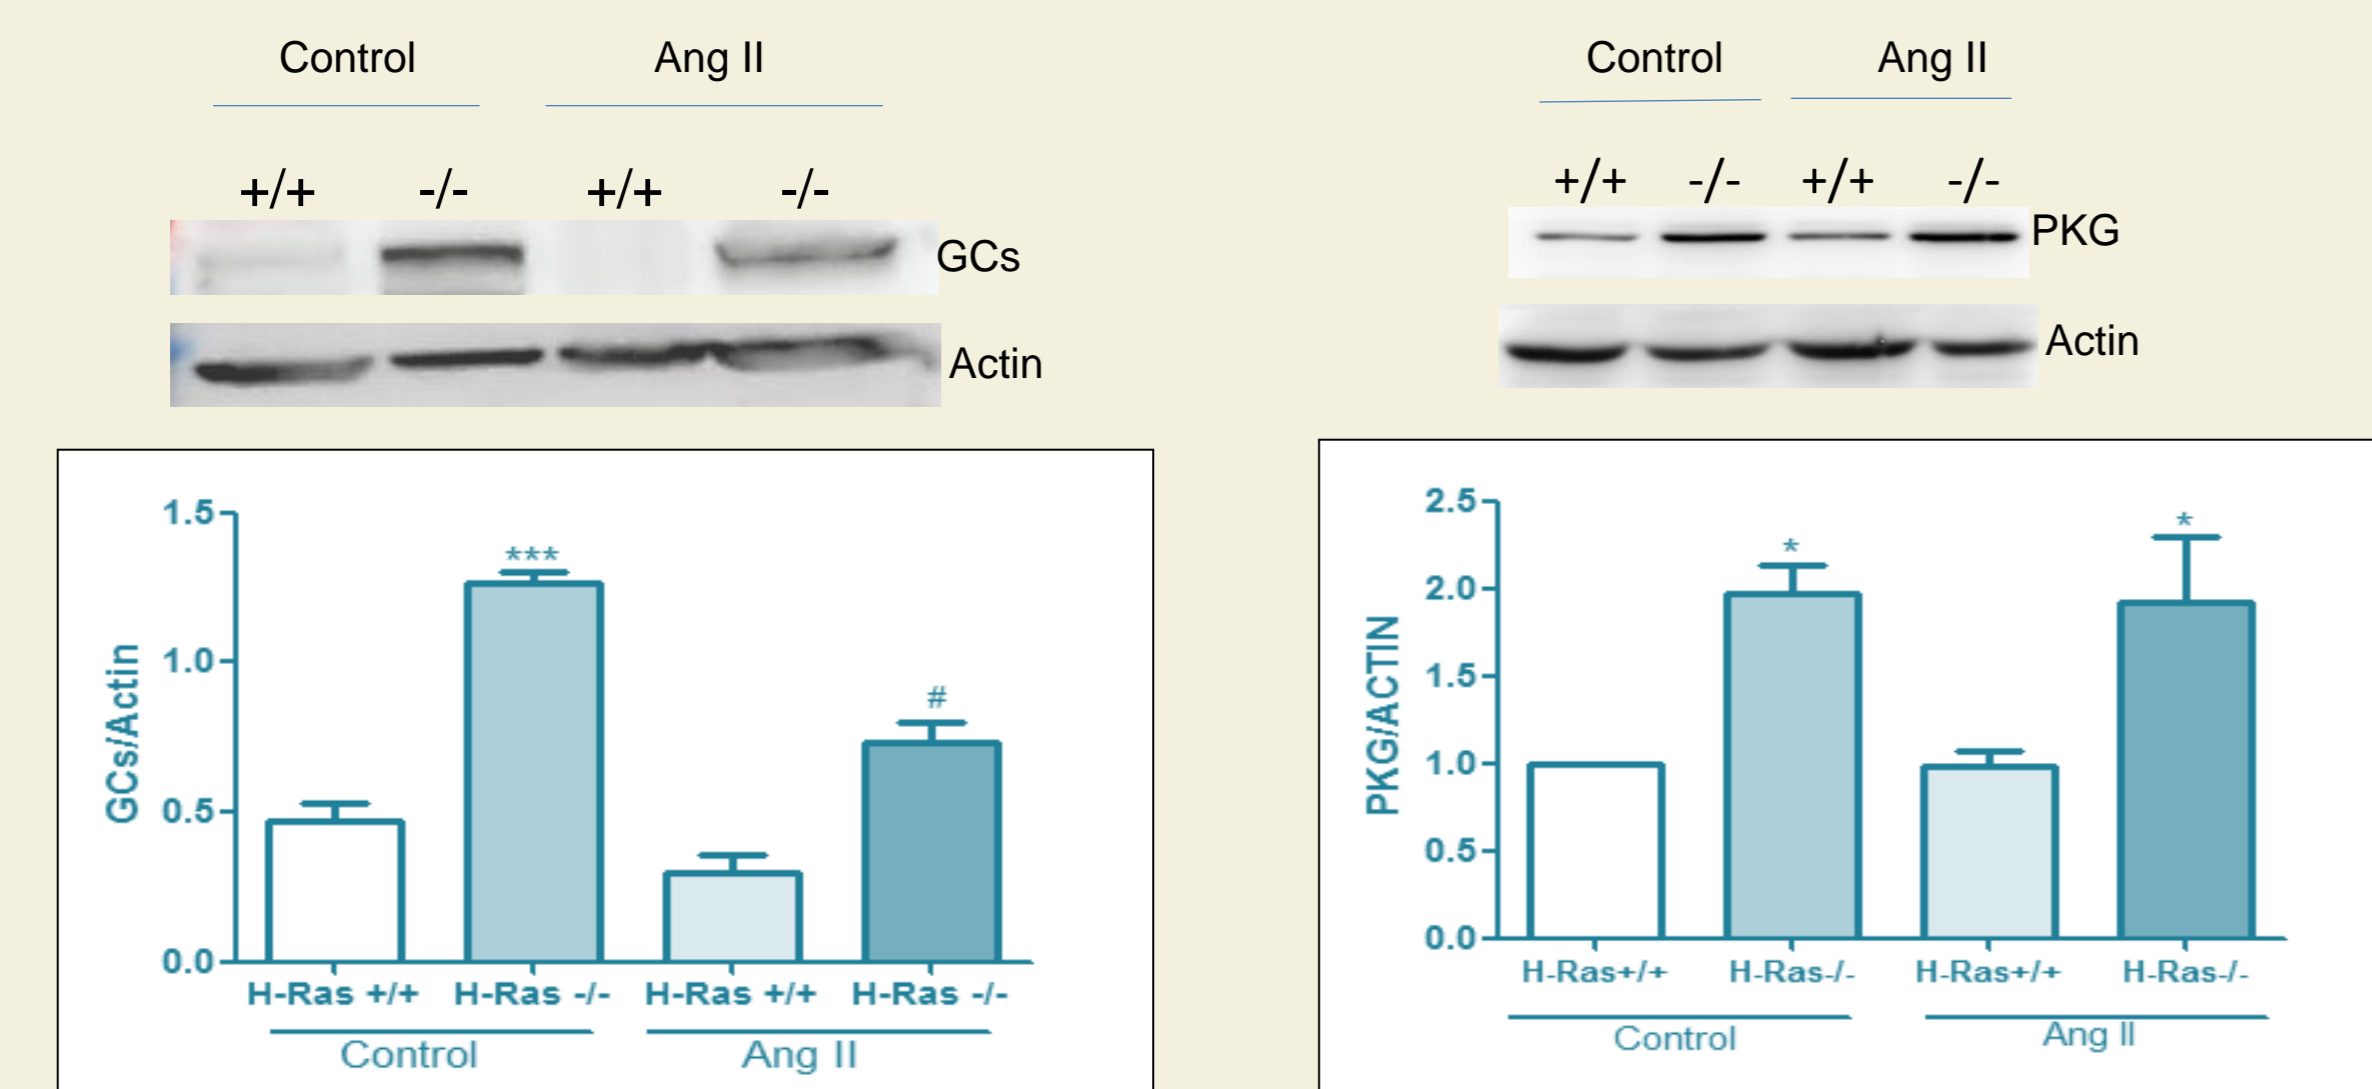 Control Ang II
+/+ -/- +/+ -/-
GCs
Actin
1.5
1.0
0.5
0.0
GCs/Actin
***
#
H-Ras +/+ H-Ras -/- H-Ras +/+ H-Ras -/-
Control Ang II
Control Ang II
+/+ -/- +/+ -/-
PKG
Actin
2.5
2.0
1.5
1.0
0.5
0.0
PKG/ACTIN
* *
H-Ras+/+ H-Ras-/- H-Ras+/+ H-Ras-/-
Control Ang II